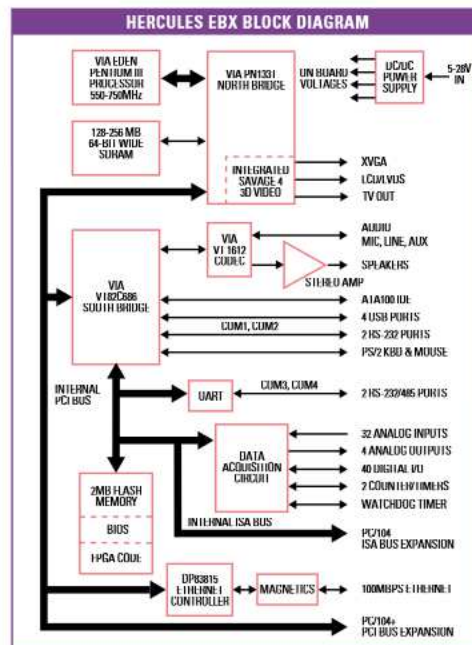 HERCULES EBX BLOCK DIAGRAM
VIA EDEN
PENTIUM III
PROCESSOR
550-750MHz
VIA PN133T
NORTH BRIDGE
ON BOARD
VOLTAGES
DC/DC
POWER
SUPPLY
5-28V
IN
128-256 MB
64-BIT WIDE
SDRAM
INTEGRATED
SAVAGE 4
3D VIDEO
XVGA
LCD/LVDS
TV OUT
VIA
VT82C686
SOUTH BRIDGE
VIA
VT1612
CODEC
AUDIO
MIC, LINE, AUX
SPEAKERS
STEREO AMP
ATA100 IDE
4 USB PORTS
COM1, COM2
2 RS-232 PORTS
PS/2 KBD & MOUSE
INTERNAL
PCI BUS
UART
COM3, COM4
2 RS-232/485 PORTS
DATA
ACQUISITION
CIRCUIT
32 ANALOG INPUTS
4 ANALOG OUTPUTS
40 DIGITAL I/O
2 COUNTER/TIMERS
WATCHDOG TIMER
2MB FLASH
MEMORY
BIOS
FPGA CODE
INTERNAL ISA BUS
PC/104
ISA BUS EXPANSION
DP83815
ETHERNET
CONTROLLER
MAGNETICS
100MBPS ETHERNET
PC/104+
PCI BUS EXPANSION